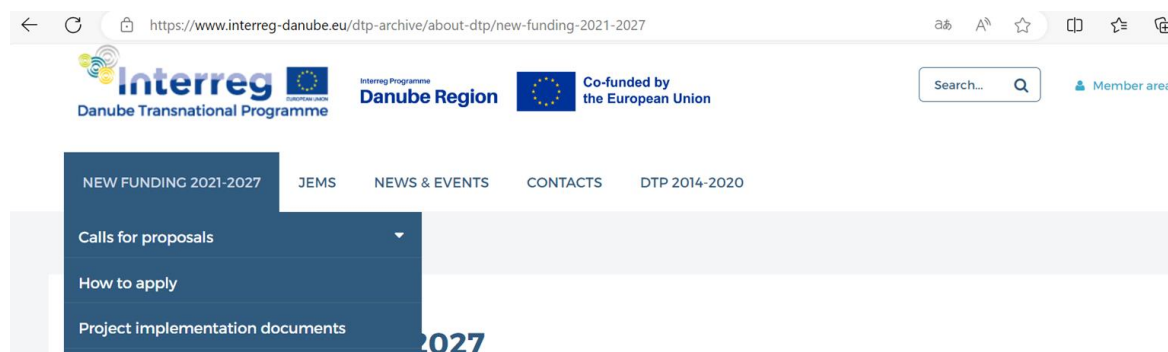 https://www.interreg-danube.eu/dtp-archive/about-dtp/new-funding-2021-2027
Interreg
EUROPEAN UNION
Danube Transnational Programme
Interreg Programme
Danube Region
Co-funded by
the European Union
Search...
Member area
NEW FUNDING 2021-2027 JEMS NEWS & EVENTS CONTACTS DTP 2014-2020
Calls for proposals
How to apply
Project implementation documents
2027